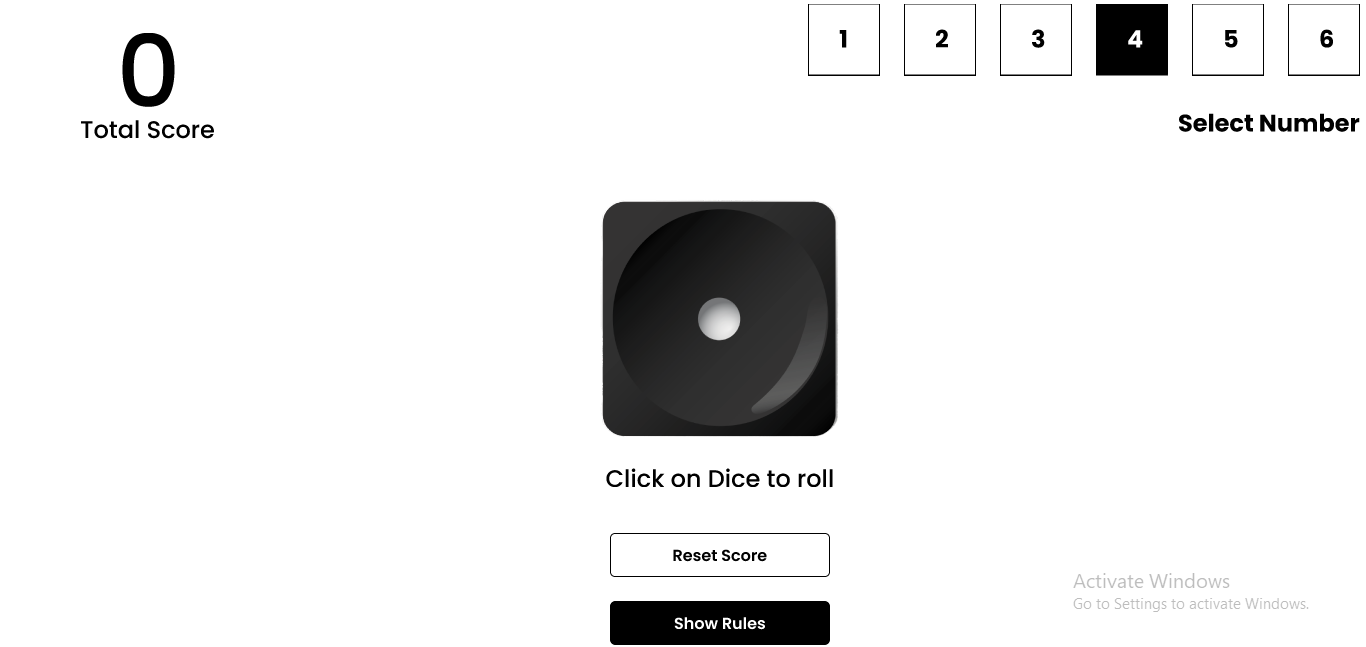 0
Total Score
1 2 3 4 5 6
Select Number
Click on Dice to roll
Reset Score
Show Rules
Activate Windows
Go to Settings to activate Windows.